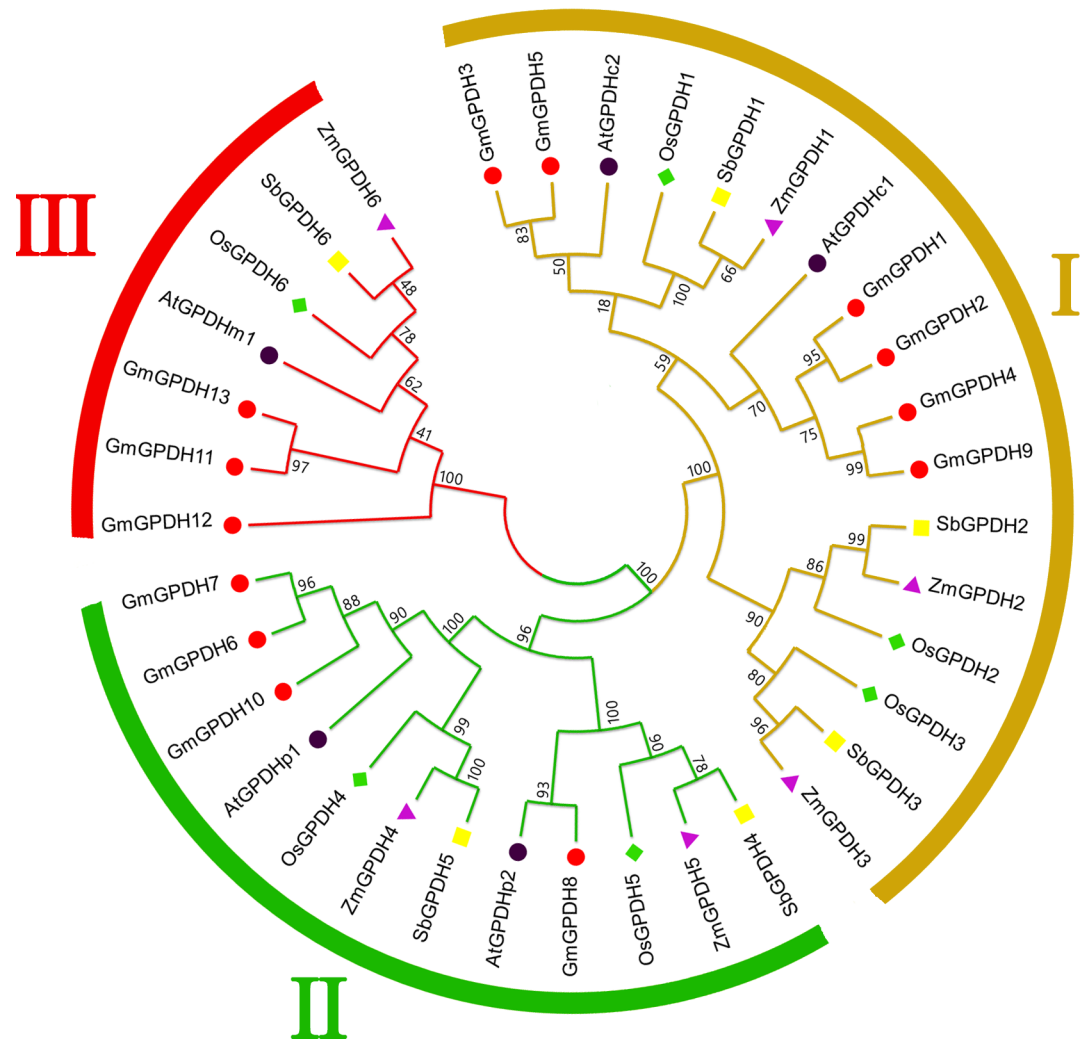 GmGPDH3
GmGPDH5
AtGPDHc2
OsGPDH1
SbGPDH1
ZmGPDH1
AtGPDHc1
GmGPDH1
GmGPDH2
GmGPDH4
GmGPDH9
SbGPDH2
ZmGPDH2
OsGPDH2
OsGPDH3
SbGPDH3
ZmGPDH3
SbGPDH4
ZmGPDH5
OsGPDH5
GmGPDH8
AtGPDHp2
SbGPDH5
ZmGPDH4
OsGPDH4
AtGPDHp1
GmGPDH10
GmGPDH6
GmGPDH7
GmGPDH12
GmGPDH11
GmGPDH13
AtGPDHm1
OsGPDH6
SbGPDH6
ZmGPDH6
I
II
III
83
50
18
100
66
59
70
95
75
99
100
99
86
90
80
96
100
96
100
90
78
93
100
99
100
90
88
96
100
41
97
62
78
48